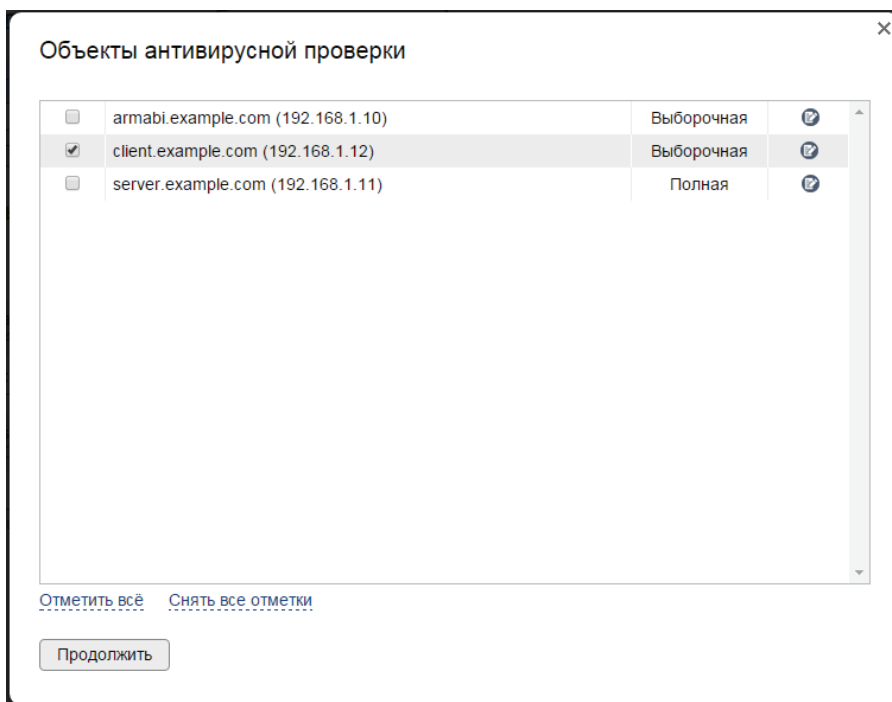 Объекты антивирусной проверки
armabi.example.com (192.168.1.10) Выборочная
client.example.com (192.168.1.12) Выборочная
server.example.com (192.168.1.11) Полная
Отметить всё Снять все отметки
Продолжить